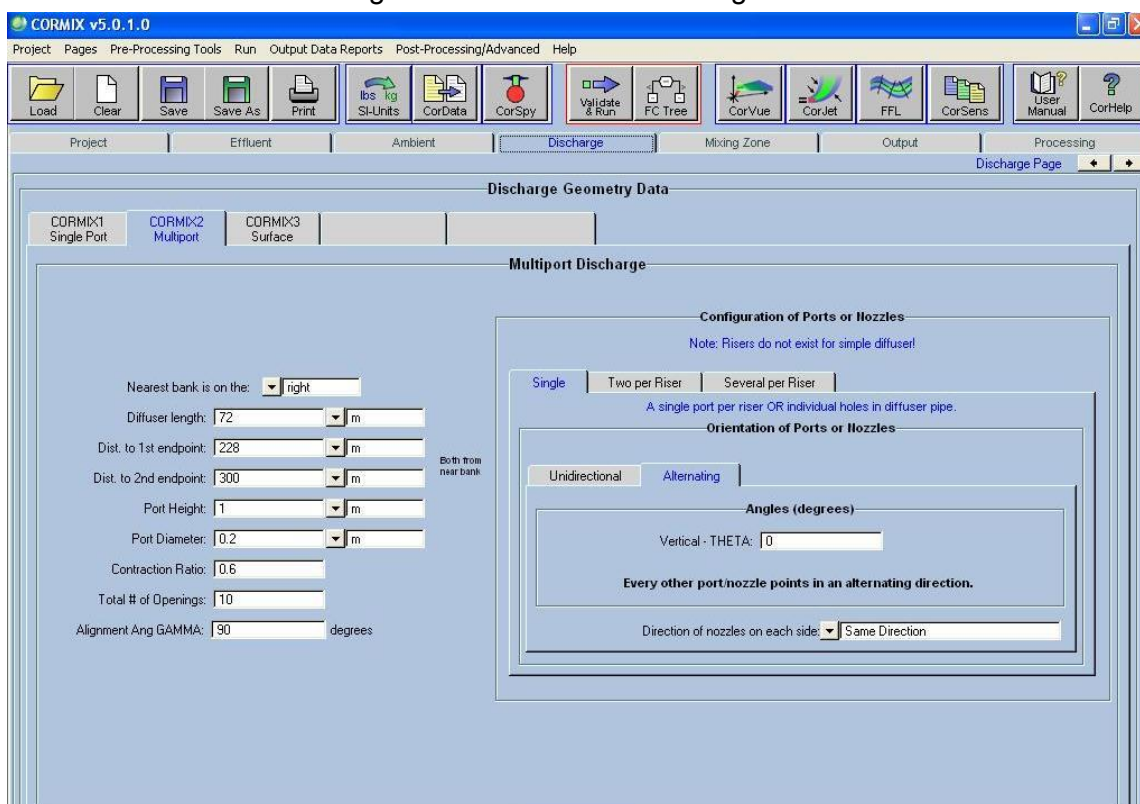 CORMIX v5.0.1.0
Project Pages Pre-Processing Tools Run Output Data Reports Post-Processing/Advanced Help
Load Clear Save Save As Print lbs kg SI-Units CorData CorSpy Validate & Run FC Tree CorVue CorJet FFL CorSens User Manual CorHelp
Project Effluent Ambient Discharge Mixing Zone Output Processing
Discharge Page
Discharge Geometry Data
CORMIX1 Single Port CORMIX2 Multiport CORMIX3 Surface
Multiport Discharge
Nearest bank is on the: right
Diffuser length: 72 m
Dist. to 1st endpoint: 228 m
Dist. to 2nd endpoint: 300 m
Both from near bank
Port Height: 1 m
Port Diameter: 0.2 m
Contraction Ratio: 0.6
Total # of Openings: 10
Alignment Ang GAMMA: 90 degrees
Configuration of Ports or Nozzles
Note: Risers do not exist for simple diffuser!
Single Two per Riser Several per Riser
A single port per riser OR individual holes in diffuser pipe.
Orientation of Ports or Nozzles
Unidirectional Alternating
Angles (degrees)
Vertical - THETA: 0
Every other port/nozzle points in an alternating direction.
Direction of nozzles on each side: Same Direction